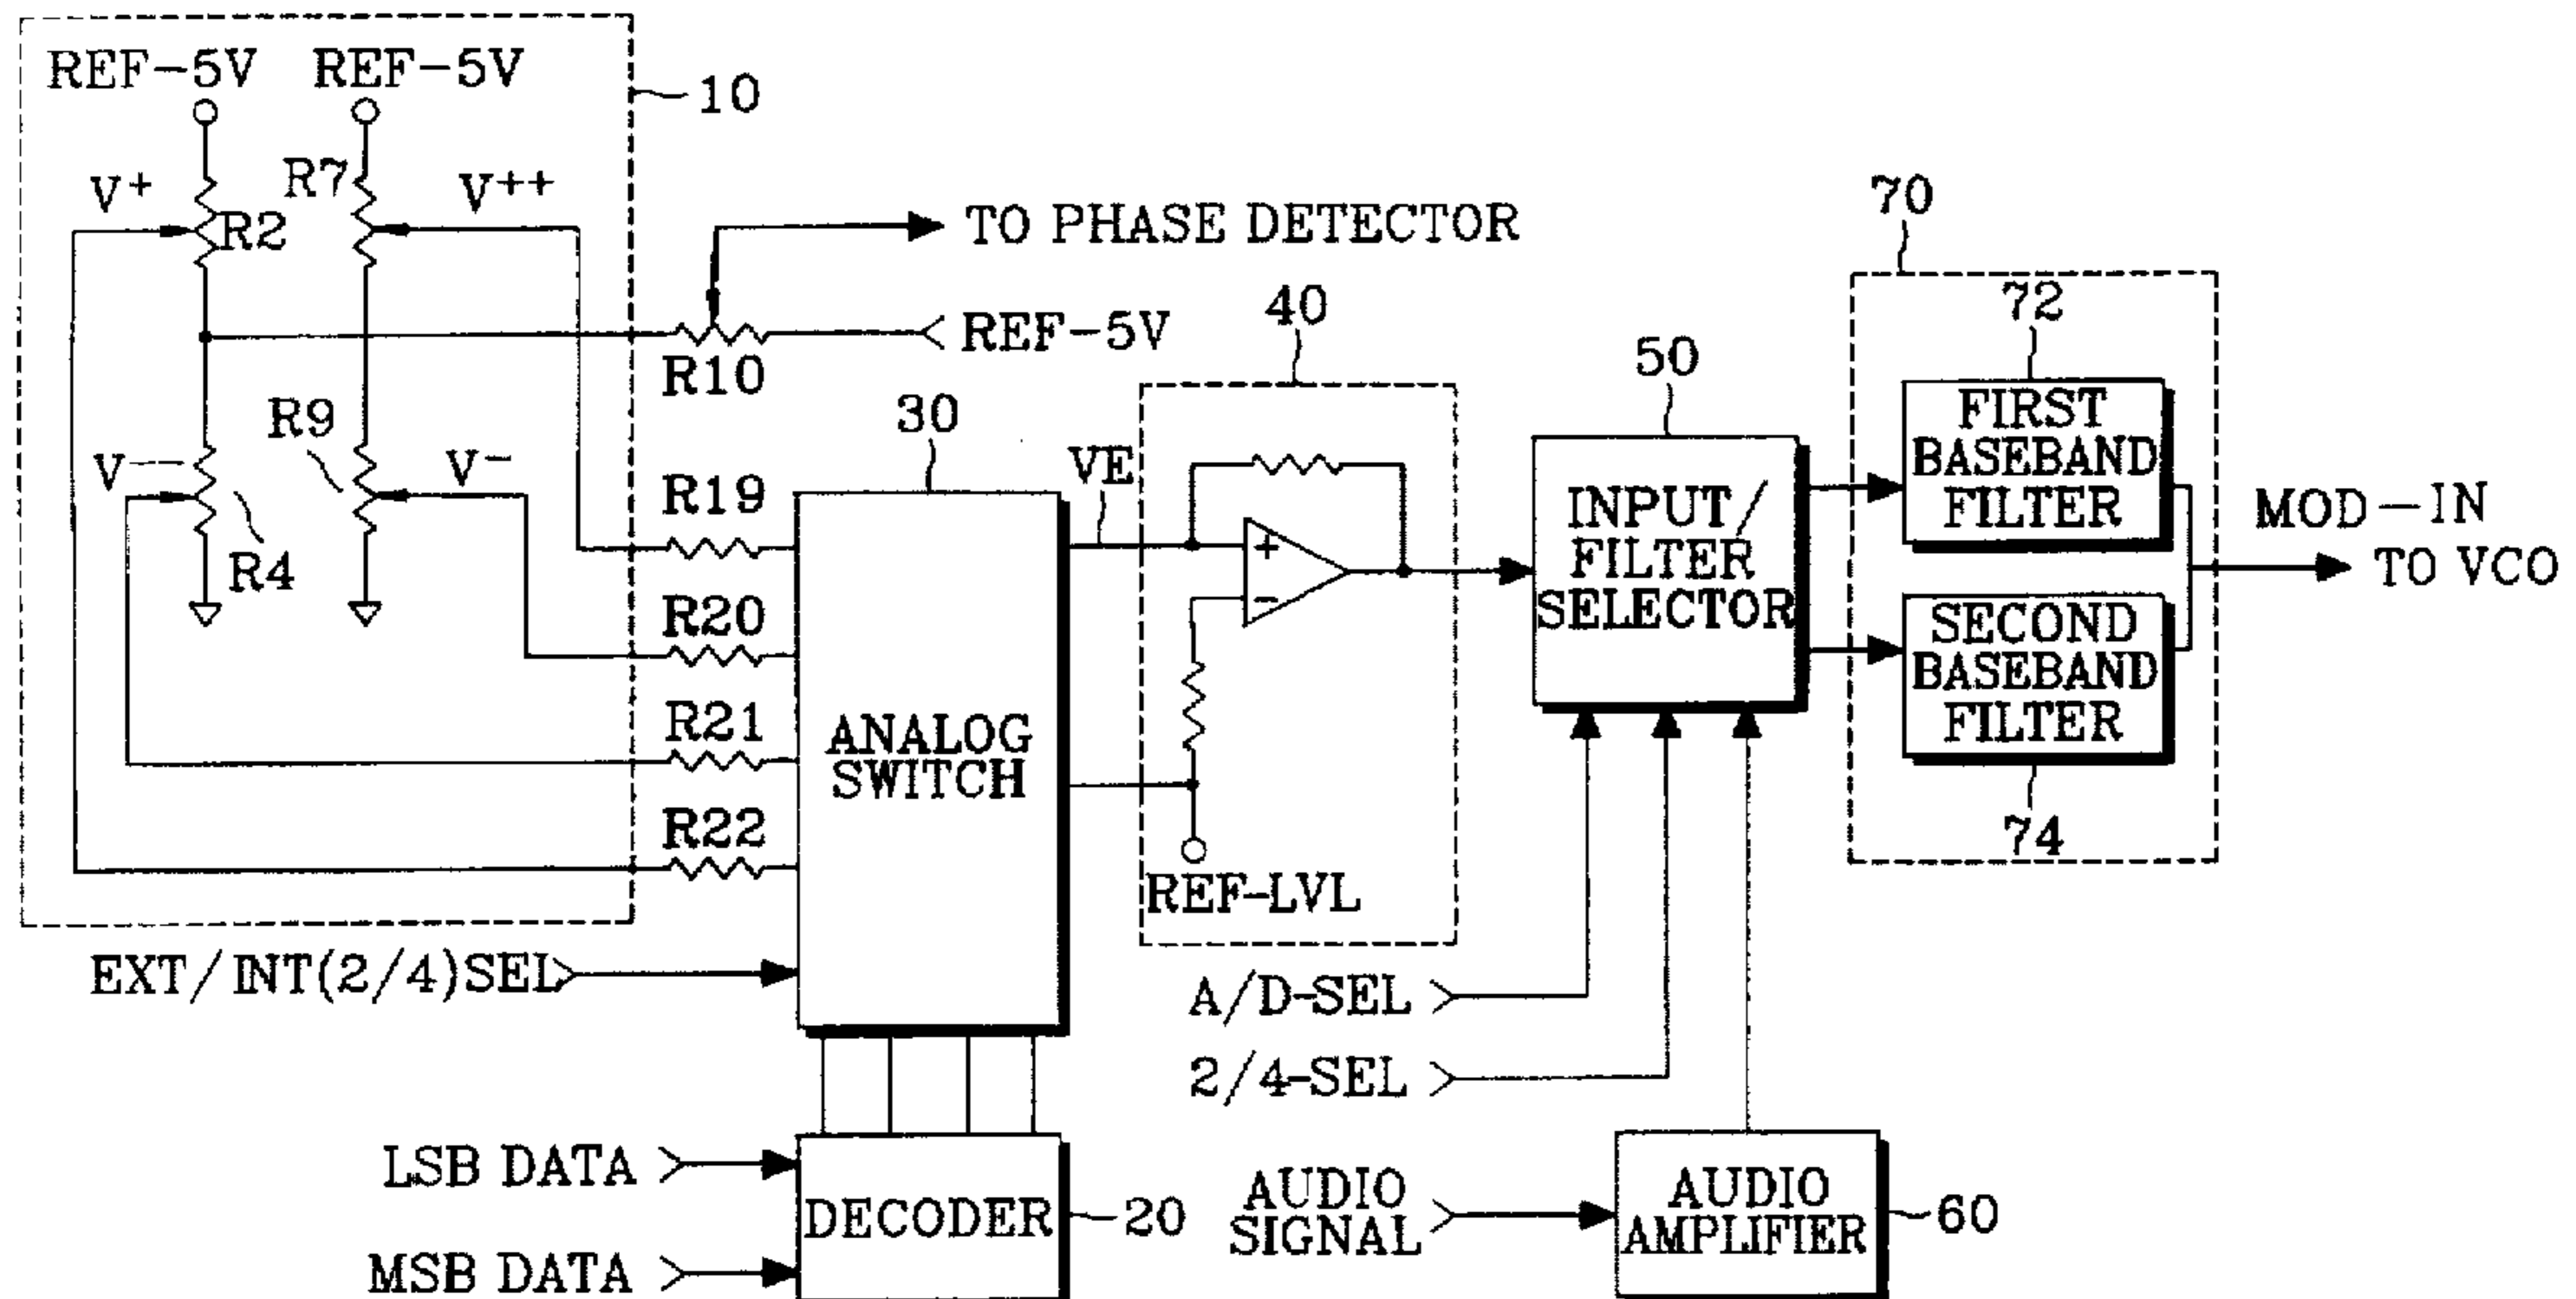 REF-5V REF-5V
10
V+
R2
R7
V++
TO PHASE DETECTOR
REF-5V
R10
V--
R4
R9
V-
R19
R20
R21
R22
30
ANALOG
SWITCH
VE
40
+
-
REF-LVL
50
INPUT/
FILTER
SELECTOR
70
72
FIRST
BASEBAND
FILTER
SECOND
BASEBAND
FILTER
74
MOD-IN
TO VCO
EXT/INT(2/4)SEL
A/D-SEL
2/4-SEL
LSB DATA
MSB DATA
DECODER
20
AUDIO
SIGNAL
AUDIO
AMPLIFIER
60